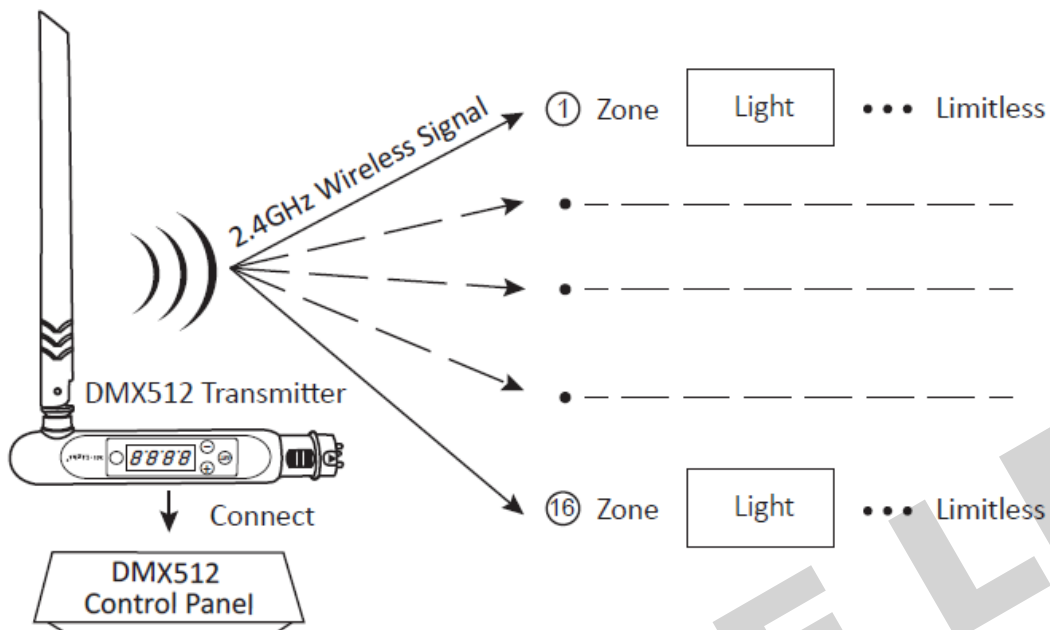 ① Zone Light ••• Limitless
2.4GHz Wireless Signal
DMX512 Transmitter
8.8.8.8
⑯ Zone Light ••• Limitless
Connect
DMX512
Control Panel